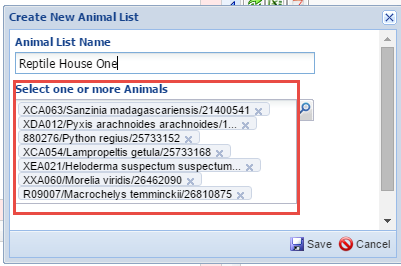 Create New Animal List
Animal List Name
Reptile House One
Select one or more Animals
XCA063/Sanzinia madagascariensis/21400541
XDA012/Pyxis arachnoides arachnoides/1...
880276/Python regius/25733152
XCA054/Lampropeltis getula/25733168
XEA021/Heloderma suspectum suspectum...
XXA060/Morelia viridis/26462090
R09007/Macrochelys temminckii/26810875
Save Cancel